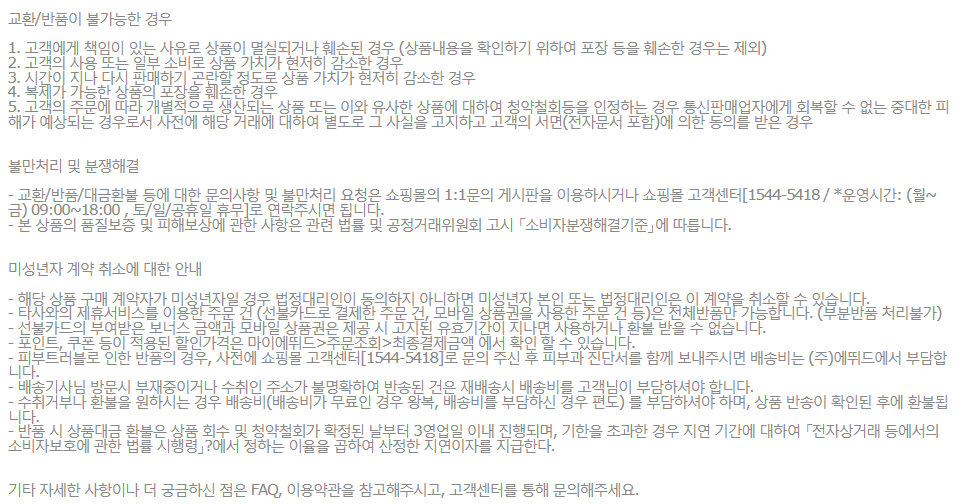 교환/반품이 불가능한 경우
1. 고객에게 책임이 있는 사유로 상품이 멸실되거나 훼손된 경우 (상품내용을 확인하기 위하여 포장 등을 훼손한 경우는 제외)
2. 고객의 사용 또는 일부 소비로 상품 가치가 현저히 감소한 경우
3. 시간이 지나 다시 판매하기 곤란할 정도로 상품 가치가 현저히 감소한 경우
4. 복제가 가능한 상품의 포장을 훼손한 경우
5. 고객의 주문에 따라 개별적으로 생산되는 상품 또는 이와 유사한 상품에 대하여 청약철회등을 인정하는 경우 통신판매업자에게 회복할 수 없는 중대한 피
해가 예상되는 경우로서 사전에 해당 거래에 대하여 별도로 그 사실을 고지하고 고객의 서면(전자문서 포함)에 의한 동의를 받은 경우
불만처리 및 분쟁해결
- 교환/반품/대금환불 등에 대한 문의사항 및 불만처리 요청은 쇼핑몰의 1:1문의 게시판을 이용하시거나 쇼핑몰 고객센터[1544-5418 / *운영시간: (월~
금) 09:00~18:00 , 토/일/공휴일 휴무]로 연락주시면 됩니다.
- 본 상품의 품질보증 및 피해보상에 관한 사항은 관련 법률 및 공정거래위원회 고시 「소비자분쟁해결기준」에 따릅니다.
미성년자 계약 취소에 대한 안내
- 해당 상품 구매 계약자가 미성년자일 경우 법정대리인이 동의하지 아니하면 미성년자 본인 또는 법정대리인은 이 계약을 취소할 수 있습니다.
- 타사와의 제휴서비스를 이용한 주문 건 (선불카드로 결제한 주문 건, 모바일 상품권을 사용한 주문 건 등)은 전체반품만 가능합니다. (부분반품 처리불가)
- 선불카드의 부여받은 보너스 금액과 모바일 상품권은 제공 시 고지된 유효기간이 지나면 사용하거나 환불 받을 수 없습니다.
- 포인트, 쿠폰 등이 적용된 할인가격은 마이에뛰드>주문조회>최종결제금액 에서 확인 할 수 있습니다.
- 피부트러블로 인한 반품의 경우, 사전에 쇼핑몰 고객센터[1544-5418]로 문의 주신 후 피부과 진단서를 함께 보내주시면 배송비는 (주)에뛰드에서 부담합
니다.
- 배송기사님 방문시 부재중이거나 수취인 주소가 불명확하여 반송된 건은 재배송시 배송비를 고객님이 부담하셔야 합니다.
- 수취거부나 환불을 원하시는 경우 배송비(배송비가 무료인 경우 왕복, 배송비를 부담하신 경우 편도) 를 부담하셔야 하며, 상품 반송이 확인된 후에 환불됩
니다.
- 반품 시 상품대금 환불은 상품 회수 및 청약철회가 확정된 날부터 3영업일 이내 진행되며, 기한을 초과한 경우 지연 기간에 대하여 「전자상거래 등에서의
소비자보호에 관한 법률 시행령」?에서 정하는 이율을 곱하여 산정한 지연이자를 지급한다.
기타 자세한 사항이나 더 궁금하신 점은 FAQ, 이용약관을 참고해주시고, 고객센터를 통해 문의해주세요.